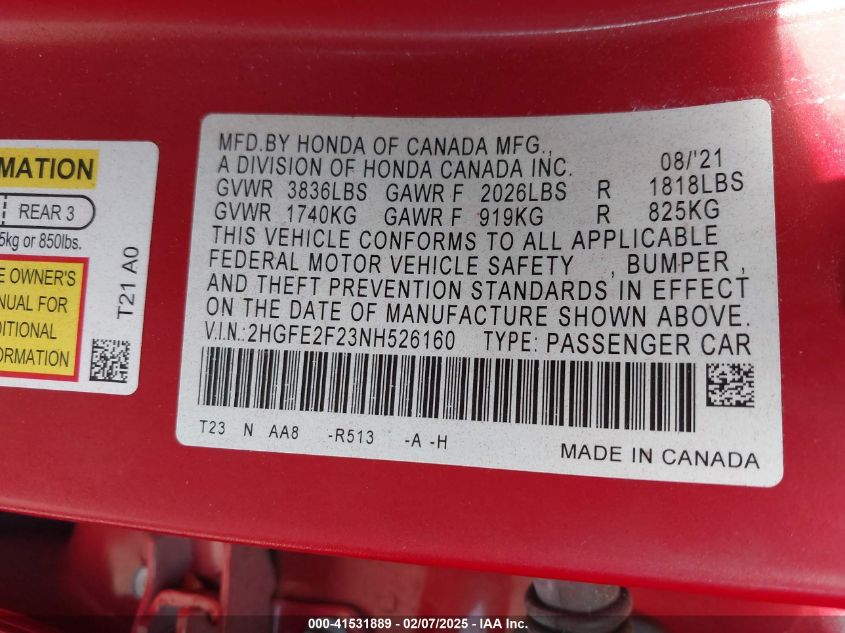 MATION
REAR 3
5kg or 850lbs.
E OWNER'S
NUAL FOR
DITIONAL
FORMATION
T21 A0
MFD.BY HONDA OF CANADA MFG.,
A DIVISION OF HONDA CANADA INC. 08/'21
GVWR 3836LBS GAWR F 2026LBS R 1818LBS
GVWR 1740KG GAWR F 919KG R 825KG
THIS VEHICLE CONFORMS TO ALL APPLICABLE
FEDERAL MOTOR VEHICLE SAFETY , BUMPER ,
AND THEFT PREVENTION STANDARDS IN EFFECT
ON THE DATE OF MANUFACTURE SHOWN ABOVE.
V.I.N.:2HGFE2F23NH526160 TYPE: PASSENGER CAR
T23 N AA8 -R513 -A -H
MADE IN CANADA
000-41531889 - 02/07/2025 - IAA Inc.